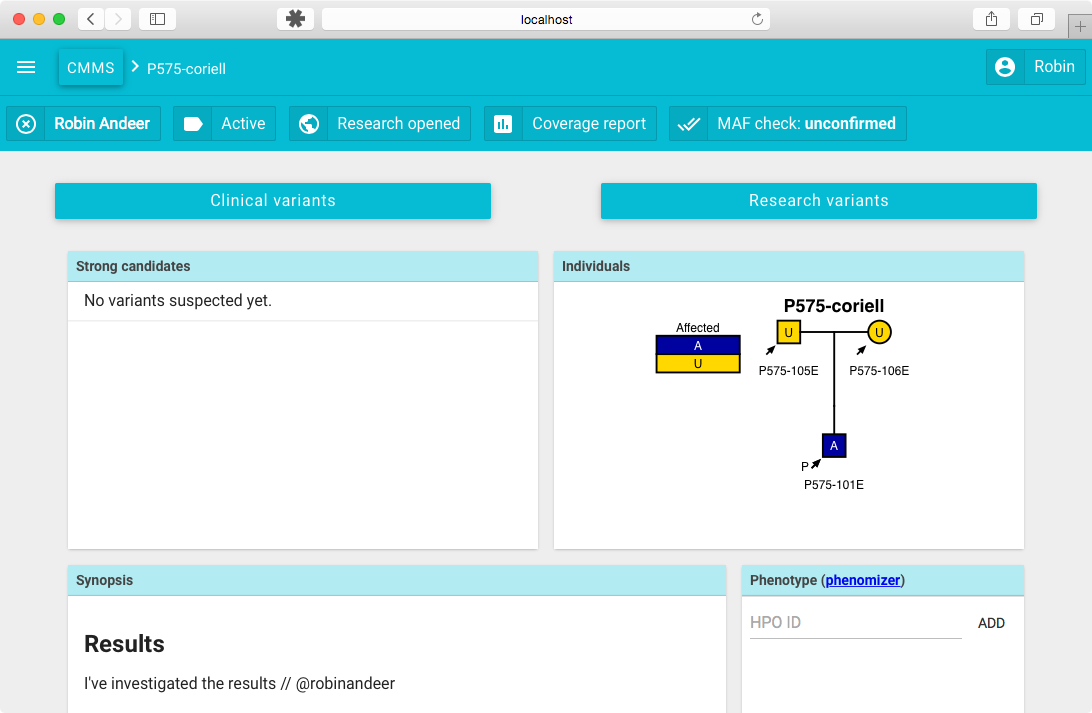 localhost
CMMS
P575-coriell
Robin
Robin Andeer
Active
Research opened
Coverage report
MAF check: unconfirmed
Clinical variants
Research variants
Strong candidates
No variants suspected yet.
Individuals
P575-coriell
Affected
A
U
U
U
P575-105E
P575-106E
A
P
P575-101E
Synopsis
Results
I've investigated the results // @robinandeer
Phenotype (phenomizer)
HPO ID
ADD